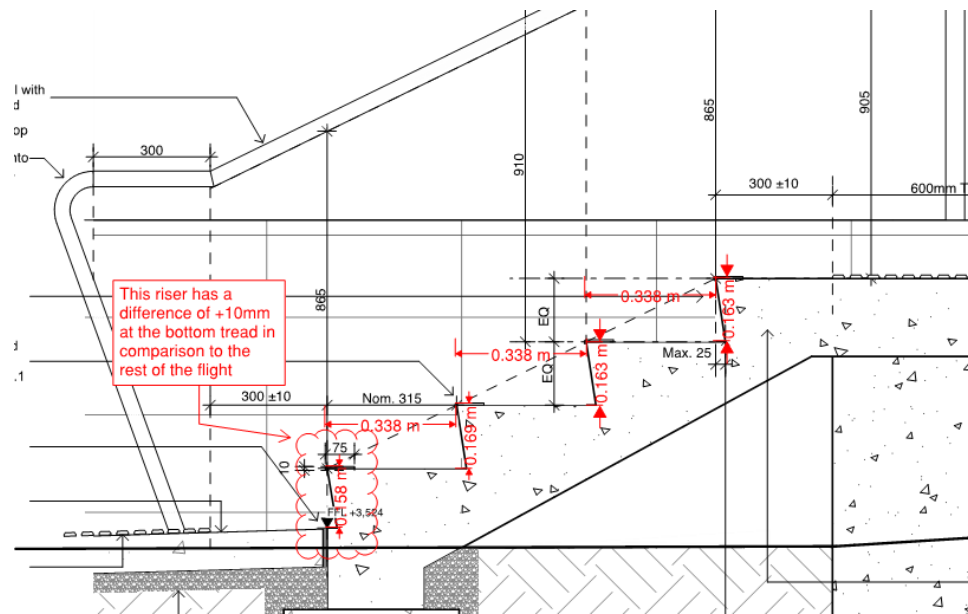 l with
d
op
nto
300
865
910
865
905
300 ±10
600mm T
This riser has a
difference of +10mm
at the bottom tread in
comparison to the
rest of the flight
865
EQ
0.338 m
0.163 m
0.338 m
EQ
0.163 m
Max. 25
d
.1
300 ±10
Nom. 315
0.338 m
0.169 m
75
10
0.158 m
FFL +3,524